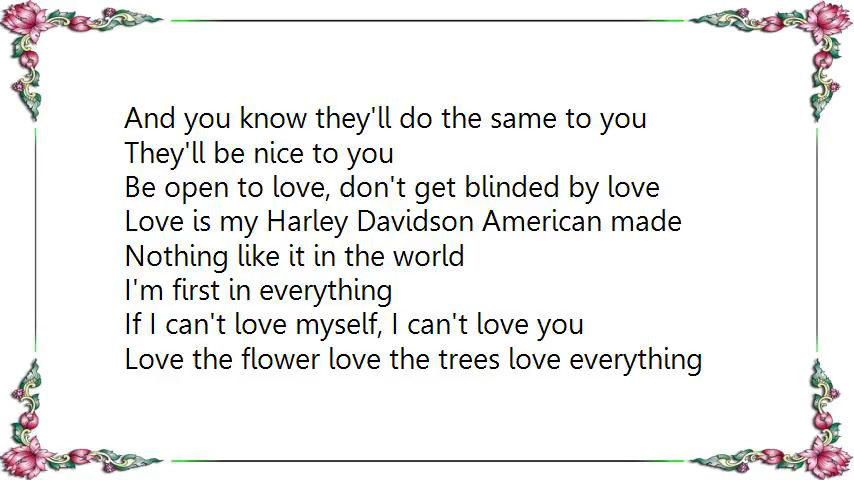 And you know they'll do the same to you
They'll be nice to you
Be open to love, don't get blinded by love
Love is my Harley Davidson American made
Nothing like it in the world
I'm first in everything
If I can't love myself, I can't love you
Love the flower love the trees love everything